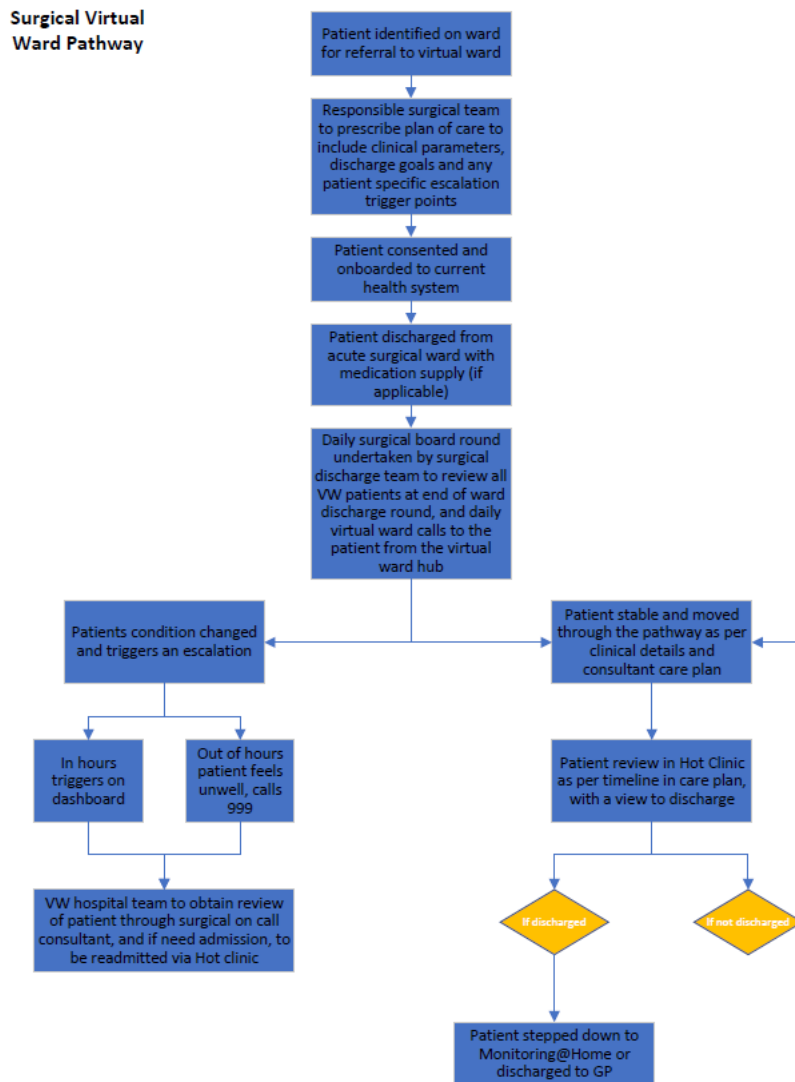 Surgical Virtual
Ward Pathway
Patient identified on ward
for referral to virtual ward
Responsible surgical team
to prescribe plan of care to
include clinical parameters,
discharge goals and any
patient specific escalation
trigger points
Patient consented and
onboarded to current
health system
Patient discharged from
acute surgical ward with
medication supply (if
applicable)
Daily surgical board round
undertaken by surgical
discharge team to review all
VW patients at end of ward
discharge round, and daily
virtual ward calls to the
patient from the virtual
ward hub
Patients condition changed
and triggers an escalation
Patient stable and moved
through the pathway as per
clinical details and
consultant care plan
In hours
triggers on
dashboard
Out of hours
patient feels
unwell, calls
999
Patient review in Hot Clinic
as per timeline in care plan,
with a view to discharge
VW hospital team to obtain review
of patient through surgical on call
consultant, and if need admission, to
be readmitted via Hot clinic
If discharged
If not discharged
Patient stepped down to
Monitoring@Home or
discharged to GP